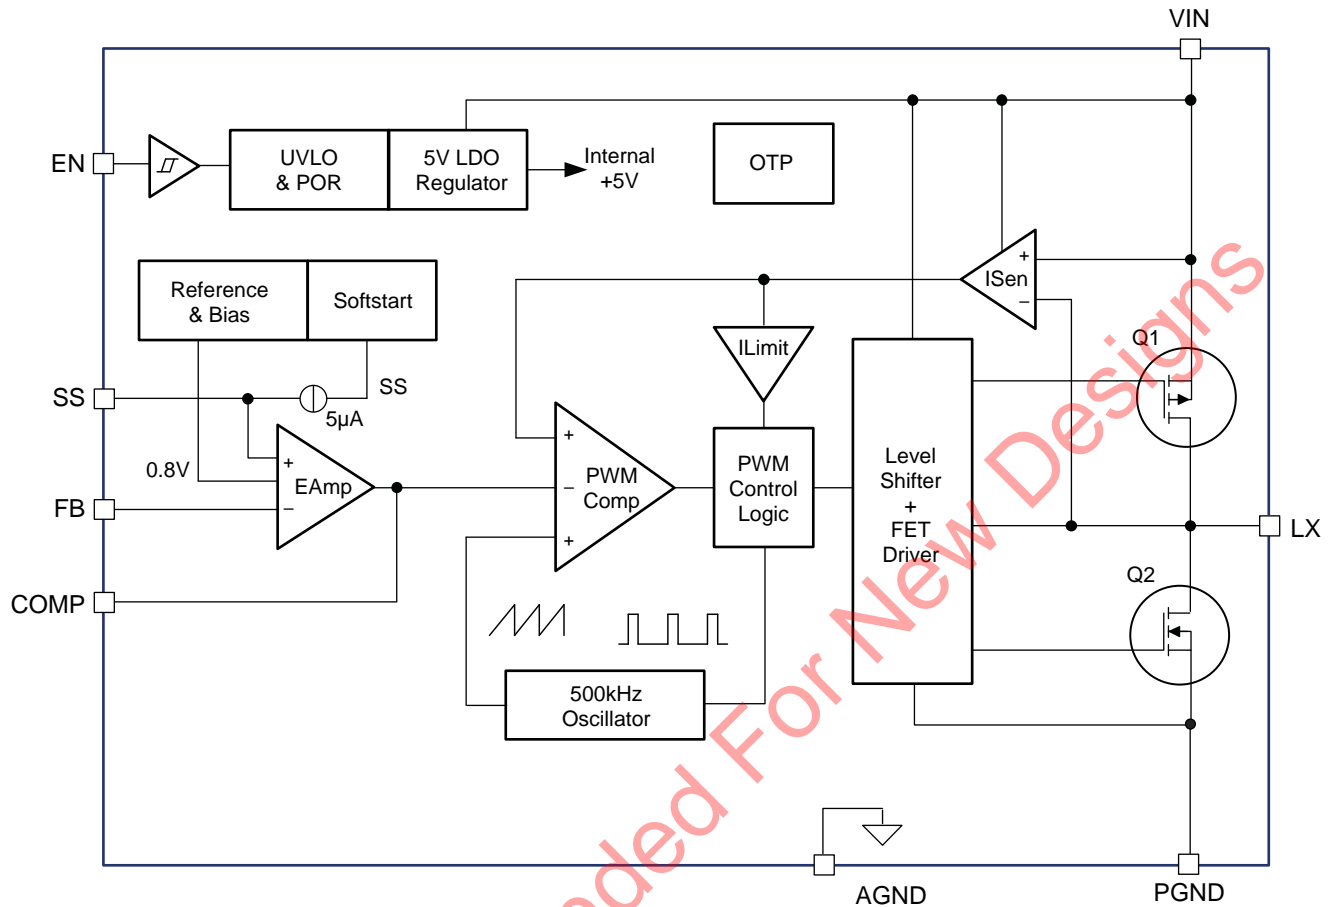 VIN
EN
UVLO
& POR
5V LDO
Regulator
Internal
+5V
OTP
Reference
& Bias
Softstart
+
ISen
−
Q1
ILimit
SS
SS
5µA
+
0.8V
EAmp
−
FB
+
PWM
Comp
−
+
PWM
Control
Logic
Level
Shifter
+
FET
Driver
LX
Q2
COMP
500kHz
Oscillator
AGND
PGND
ded For New Designs